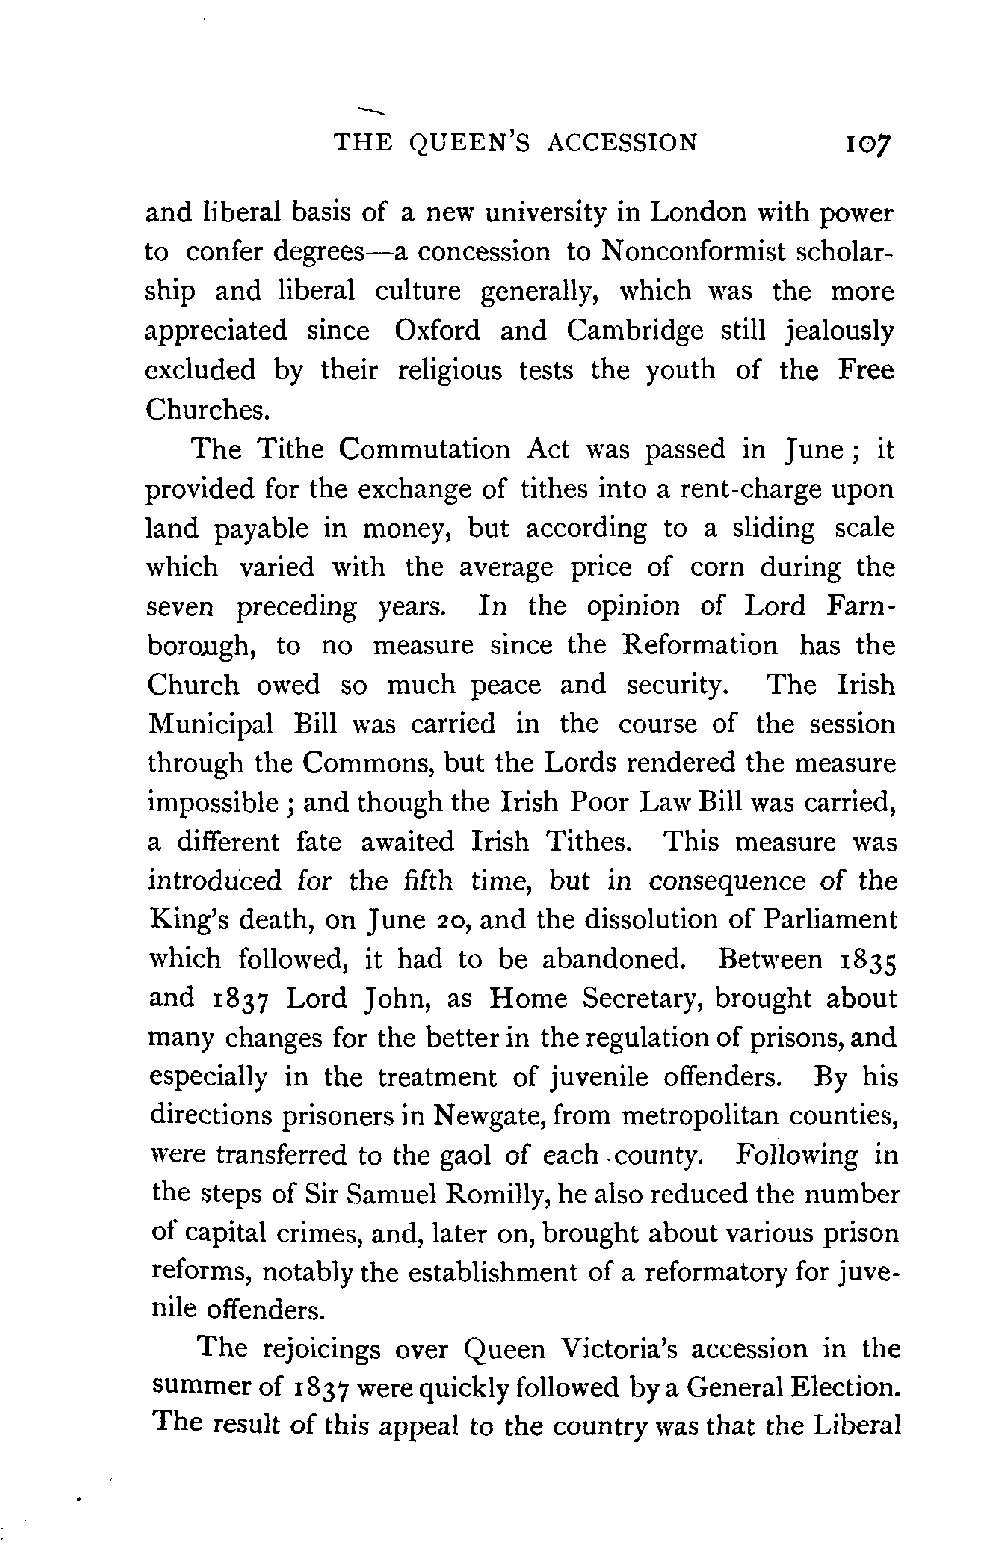 THE QUEEN'S ACCESSION 107
and liberal basis of a new university in London with power
to confer degrees—a concession to Nonconformist scholar-
ship and liberal culture generally, which was the more
appreciated since Oxford and Cambridge still jealously
excluded by their religious tests the youth of the Free
Churches.
The Tithe Commutation Act was passed in June ; it
provided for the exchange of tithes into a rent-charge upon
land payable in money, but according to a sliding scale
which varied with the average price of corn during the
seven preceding years. In the opinion of Lord Farn-
borough, to no measure since the Reformation has the
Church owed so much peace and security. The Irish
Municipal Bill was carried in the course of the session
through the Commons, but the Lords rendered the measure
impossible ; and though the Irish Poor Law Bill was carried,
a different fate awaited Irish Tithes. This measure was
introduced for the fifth time, but in consequence of the
King's death, on June 20, and the dissolution of Parliament
which followed, it had to be abandoned. Between 1835
and 1837 Lord John, as Home Secretary, brought about
many changes for the better in the regulation of prisons, and
especially in the treatment of juvenile offenders. By his
directions prisoners in Newgate, from metropolitan counties,
were transferred to the gaol of each county. Following in
the steps of Sir Samuel Romilly, he also reduced the number
of capital crimes, and, later on, brought about various prison
reforms, notably the establishment of a reformatory for juve-
nile offenders.
The rejoicings over Queen Victoria's accession in the
summer of 1837 were quickly followed by a General Election.
The result of this appeal to the country was that the Liberal